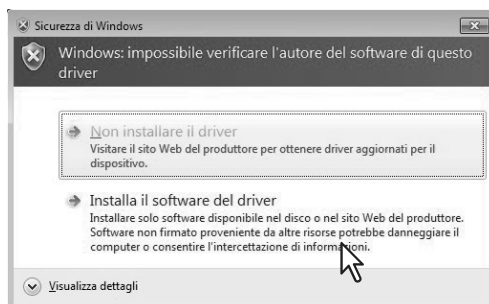 Sicurezza di Windows
Windows: impossibile verificare l'autore del software di questo
driver
Non installare il driver
Visitare il sito Web del produttore per ottenere driver aggiornati per il
dispositivo.
Installa il software del driver
Installare solo software disponibile nel disco o nel sito Web del produttore.
Software non firmato proveniente da altre risorse potrebbe danneggiare il
computer o consentire l'intercettazione di informazioni.
Visualizza dettagli